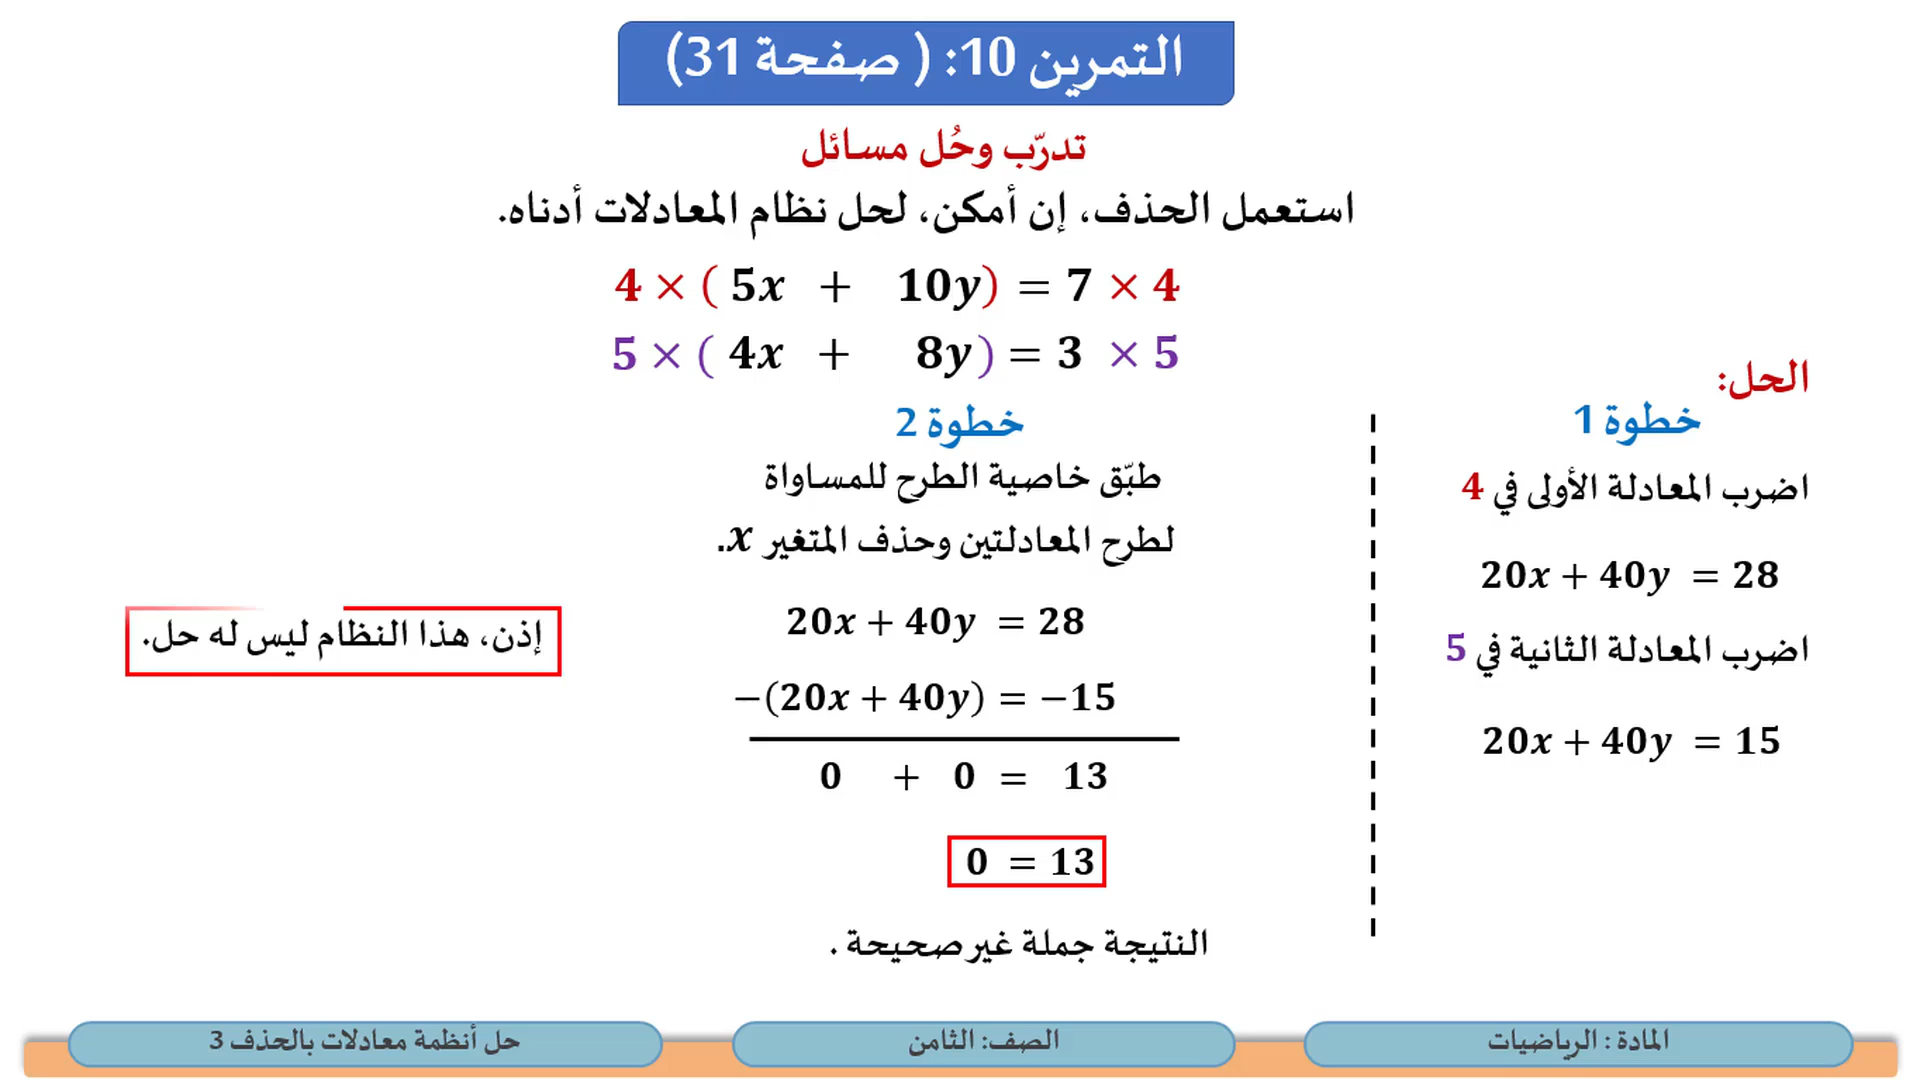 التمرين 10: ( صفحة 31)
تدرّب وحُل مسائل
استعمل الحذف، إن أمكن، لحل نظام المعادلات أدناه.
4 × ( 5x + 10y) = 7 × 4
5 × ( 4x + 8y) = 3 × 5
الحل:
خطوة 1
اضرب المعادلة الأولى في 4
20x + 40y = 28
اضرب المعادلة الثانية في 5
20x + 40y = 15
خطوة 2
طبّق خاصية الطرح للمساواة
لطرح المعادلتين وحذف المتغير x.
20x + 40y = 28
−(20x + 40y) = −15
0 + 0 = 13
0 = 13
النتيجة جملة غير صحيحة .
إذن، هذا النظام ليس له حل.
المادة : الرياضيات
الصف: الثامن
حل أنظمة معادلات بالحذف 3